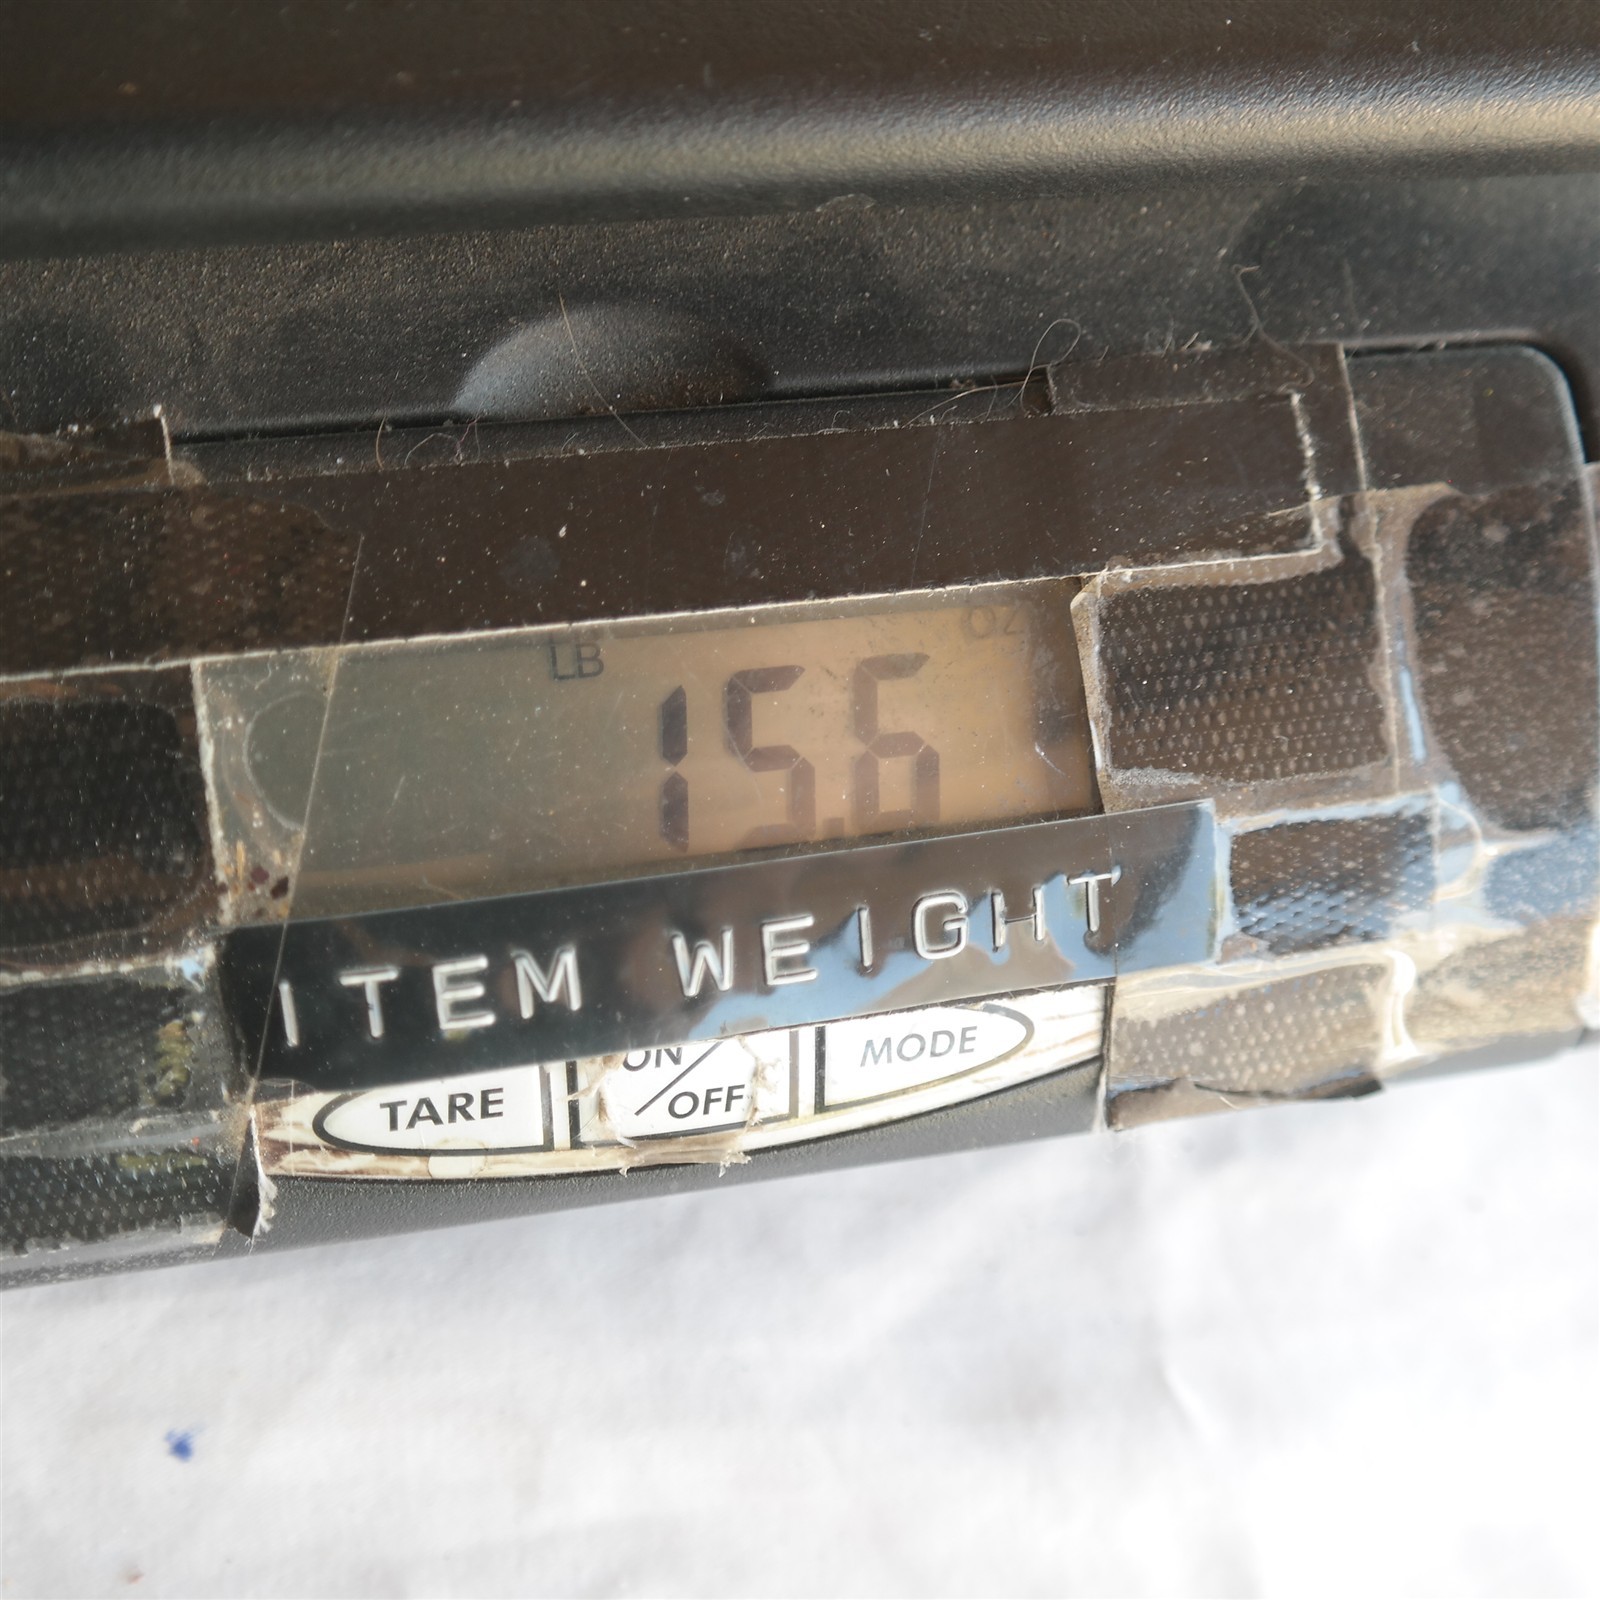 LB OZ
15.6
ITEM WEIGHT
TARE ON/OFF MODE